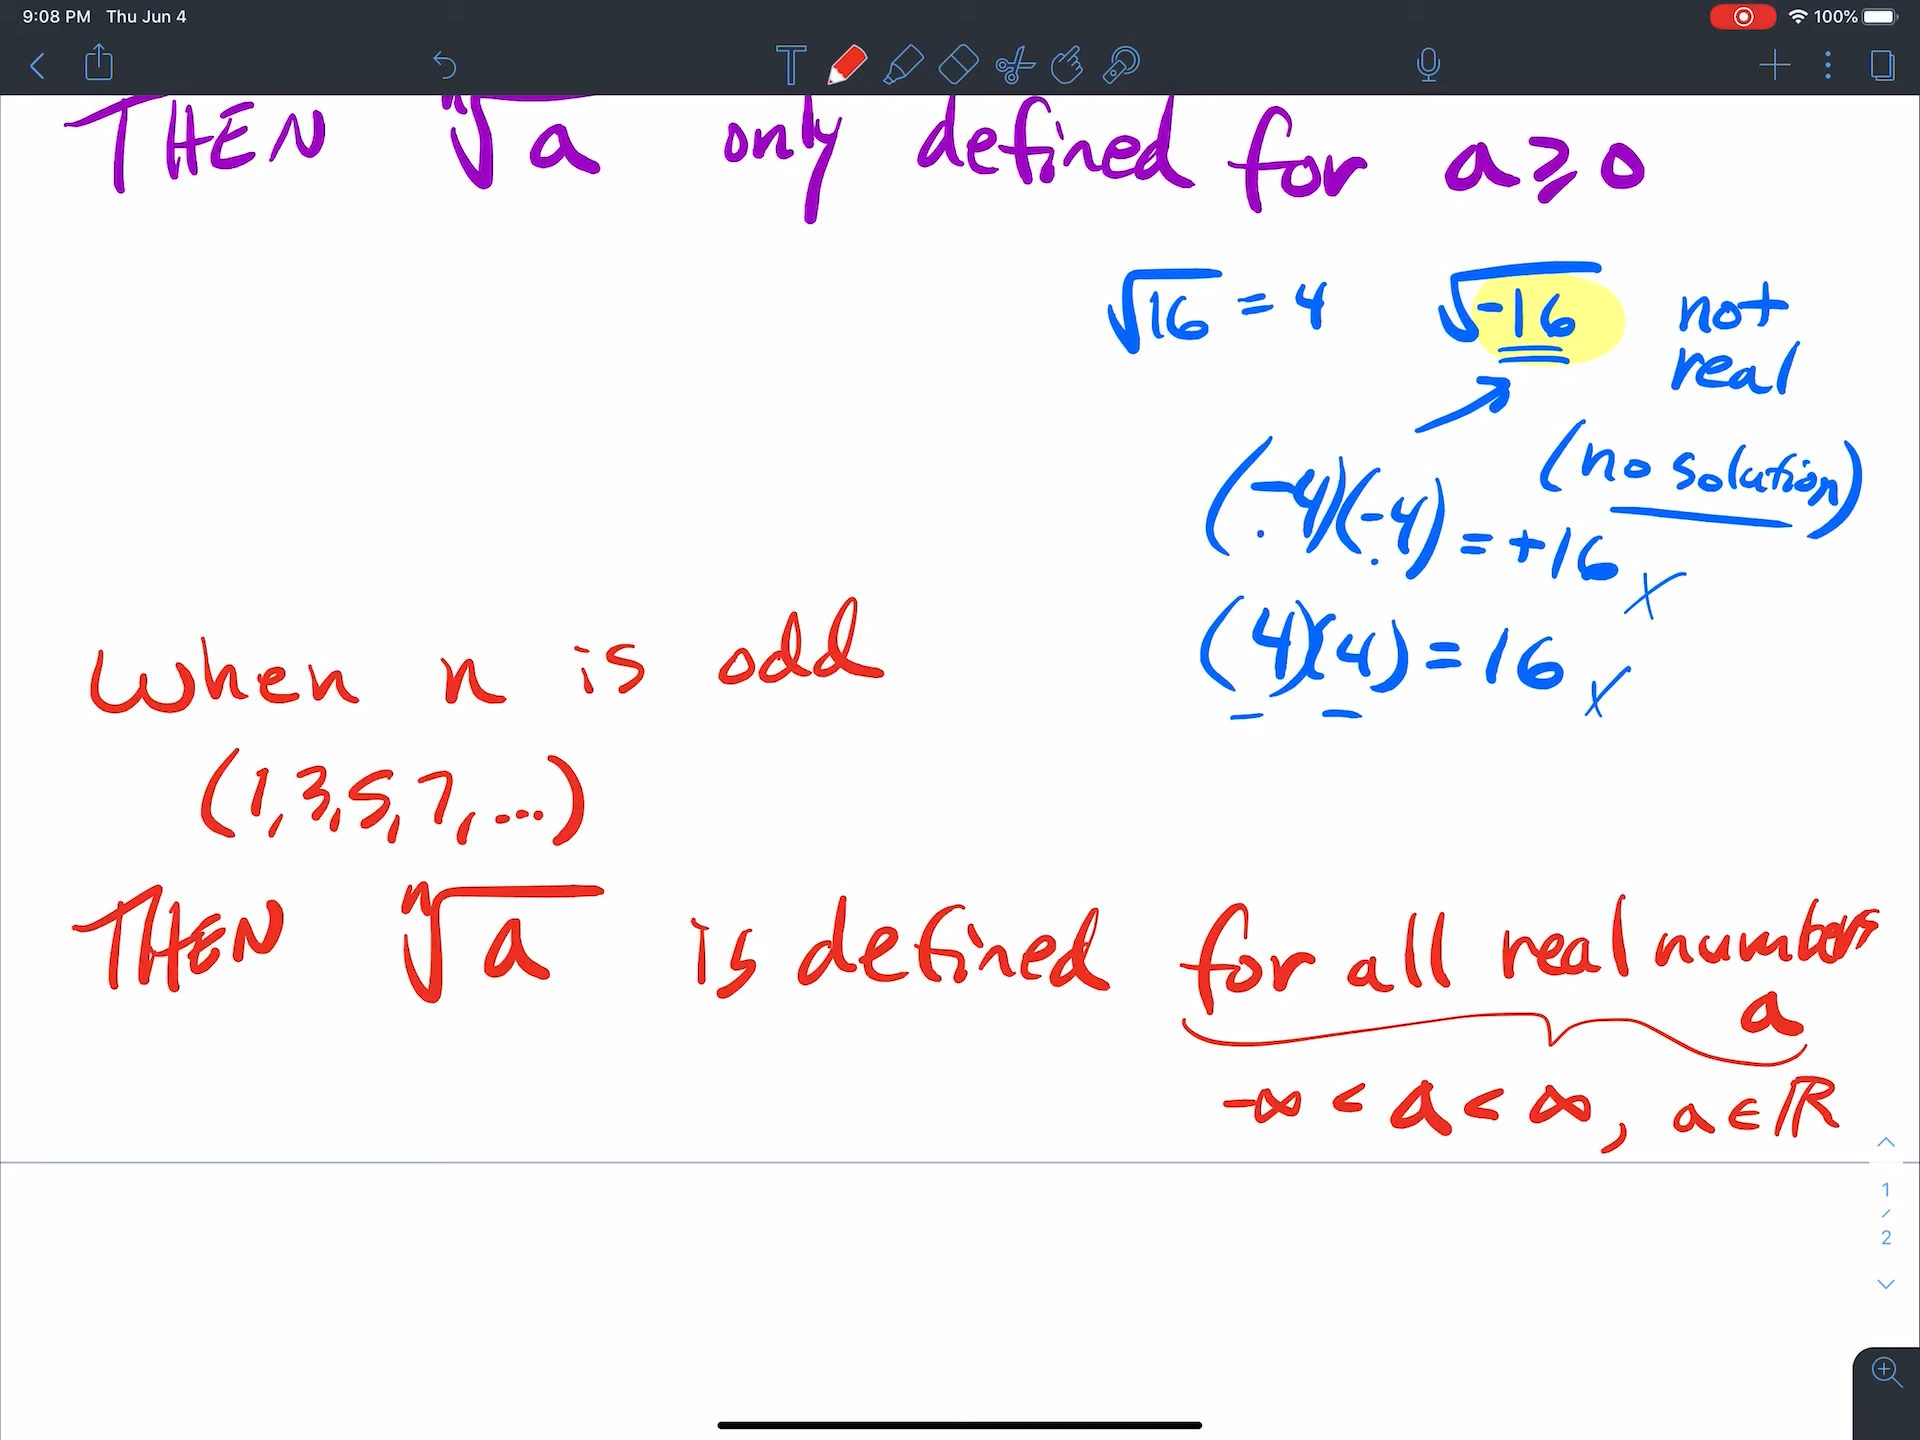 9:08 PM Thu Jun 4
100%
T
THEN ⁿ√a only defined for a ≥ 0
√16 = 4 √-16 not
real
(no solution)
(-4)(-4) = +16 x
(4)(4) = 16 x
When n is odd
(1,3,5,7,...)
THEN ⁿ√a is defined for all real numbers
a
-∞ < a < ∞, a ∈ ℝ
1
/
2